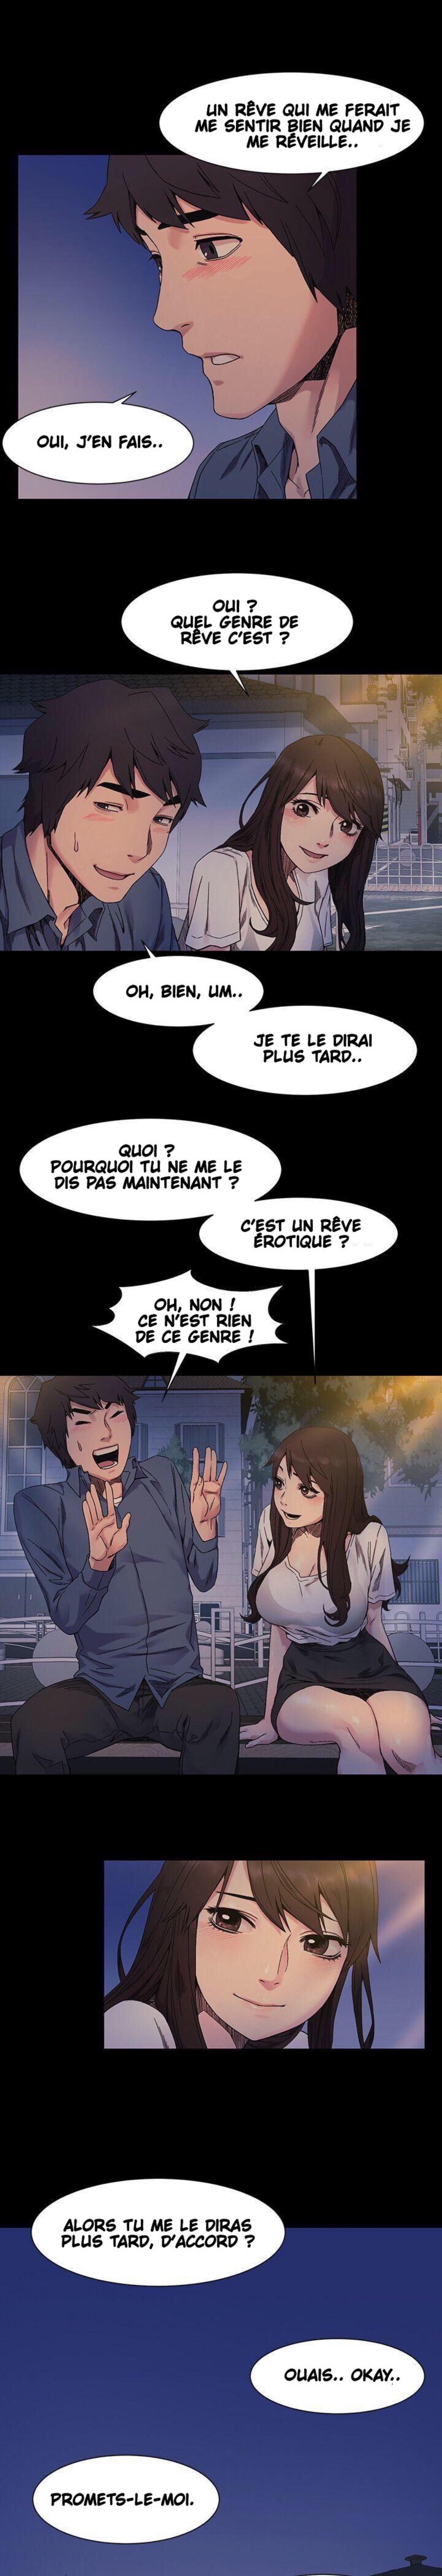 UN RÊVE QUI ME FERAIT
ME SENTIR BIEN QUAND JE
ME RÉVEILLE..
OUI, J'EN FAIS..
OUI ?
QUEL GENRE DE
RÊVE C'EST ?
OH, BIEN, UM..
JE TE LE DIRAI
PLUS TARD..
QUOI ?
POURQUOI TU NE ME LE
DIS PAS MAINTENANT ?
C'EST UN RÊVE
ÉROTIQUE ?
OH, NON !
CE N'EST RIEN
DE CE GENRE !
ALORS TU ME LE DIRAS
PLUS TARD, D'ACCORD ?
OUAIS.. OKAY..
PROMETS-LE-MOI.